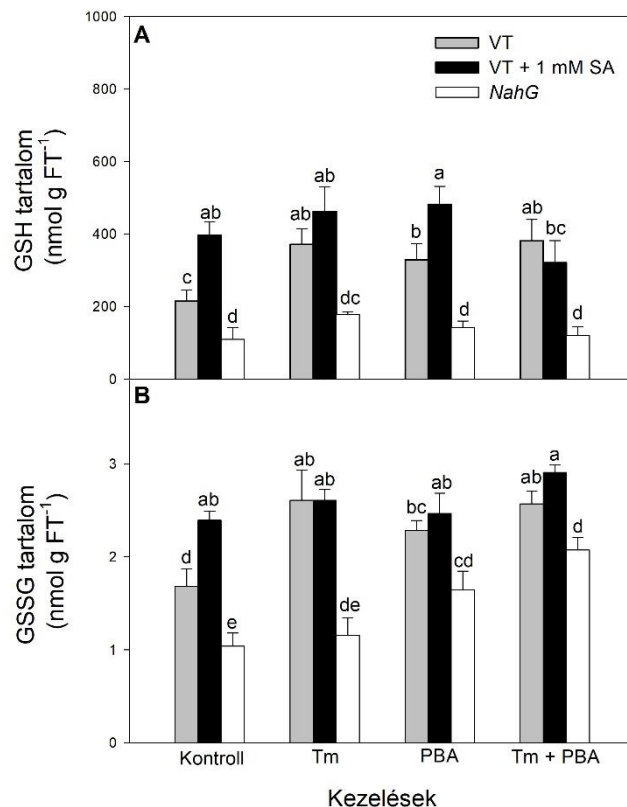 1000
A
VT
VT + 1 mM SA
NahG
800
600
400
200
0
GSH tartalom
(nmol g FT-1)
ab
ab
a
ab
ab
b
bc
c
d
dc
d
d
B
3
2
1
0
GSSG tartalom
(nmol g FT-1)
d
ab
e
ab
ab
de
bc
ab
cd
ab
a
d
Kontroll
Tm
PBA
Tm + PBA
Kezelések